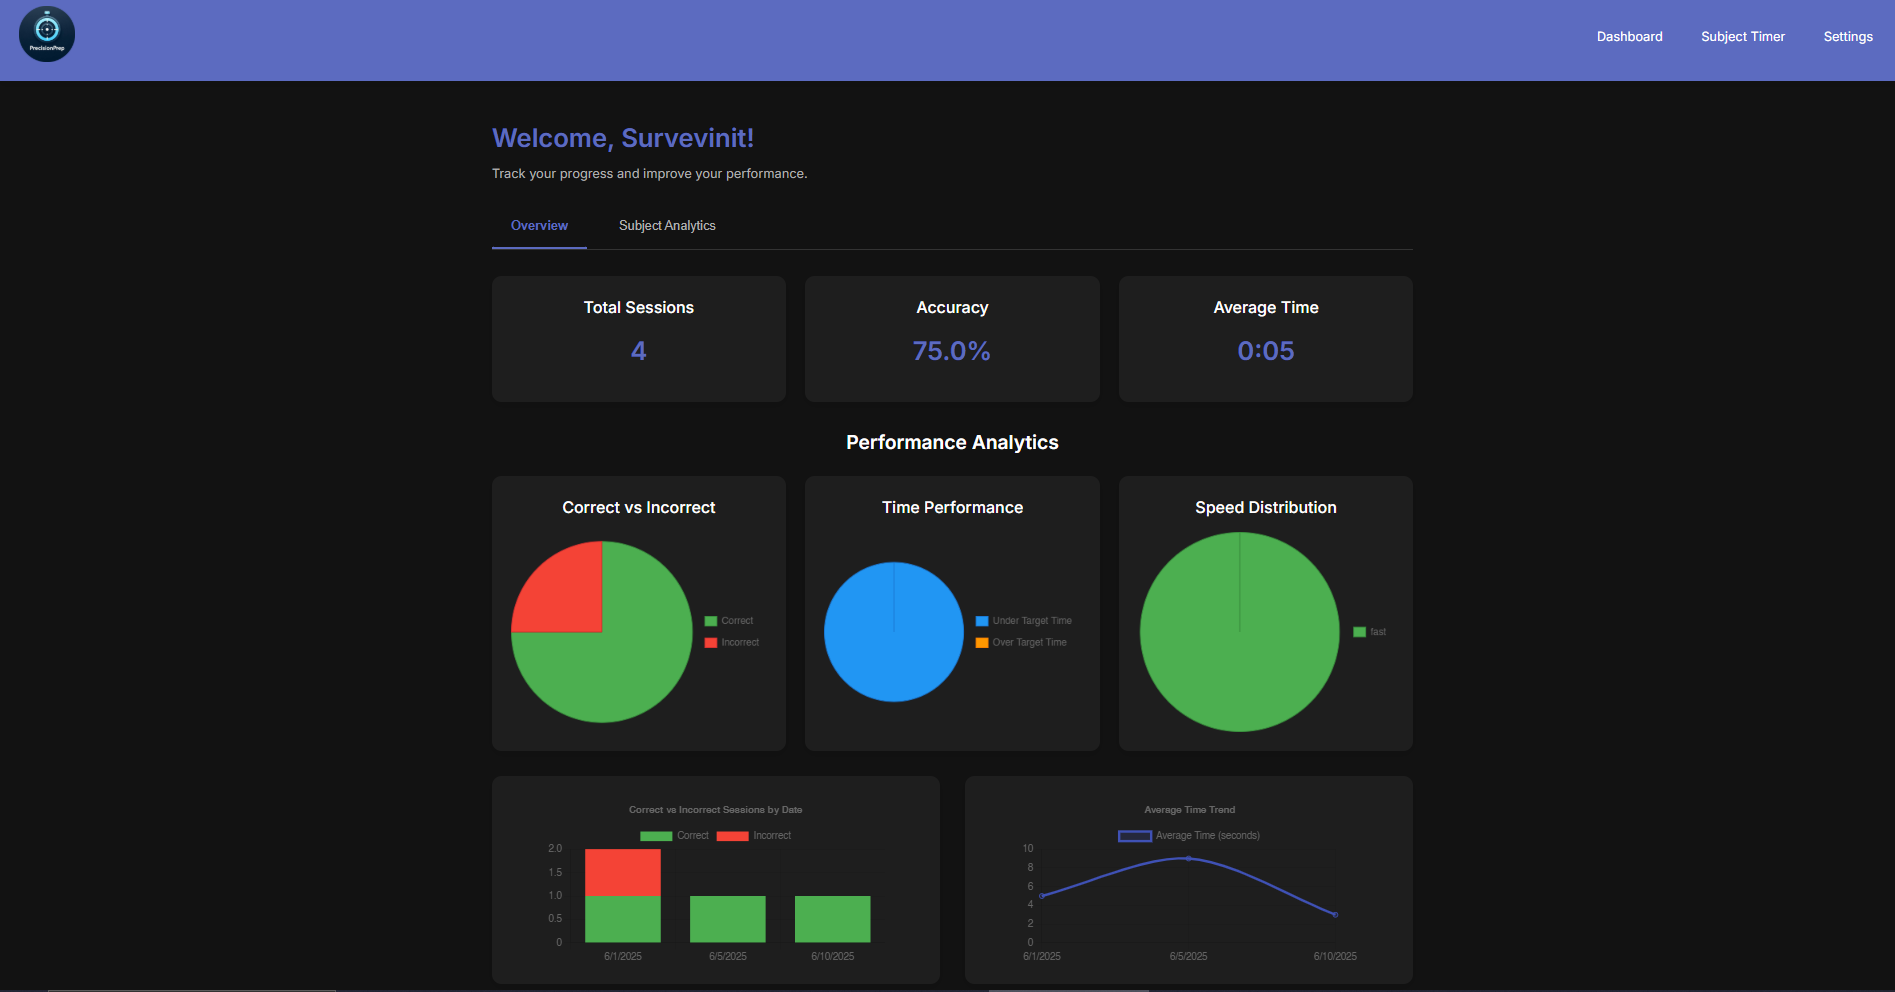 PrecisionPrep
Dashboard Subject Timer Settings
Welcome, Survevinit!
Track your progress and improve your performance.
Overview Subject Analytics
Total Sessions Accuracy Average Time
4 75.0% 0:05
Performance Analytics
Correct vs Incorrect Time Performance Speed Distribution
Correct
Incorrect
Under Target Time
Over Target Time
fast
Correct vs Incorrect Sessions by Date
Correct Incorrect
2.0
1.5
1.0
0.5
0
6/1/2025 6/5/2025 6/10/2025
Average Time Trend
Average Time (seconds)
10
8
6
4
2
0
6/1/2025 6/5/2025 6/10/2025